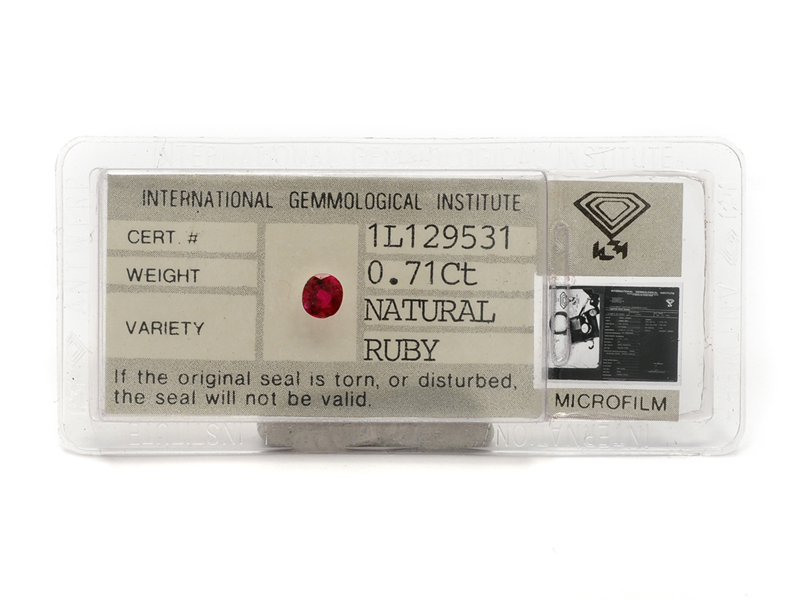 INTERNATIONAL GEMMOLOGICAL INSTITUTE
CERT. # 1L129531
WEIGHT 0.71Ct
VARIETY NATURAL
RUBY
If the original seal is torn, or disturbed,
the seal will not be valid.
MICROFILM